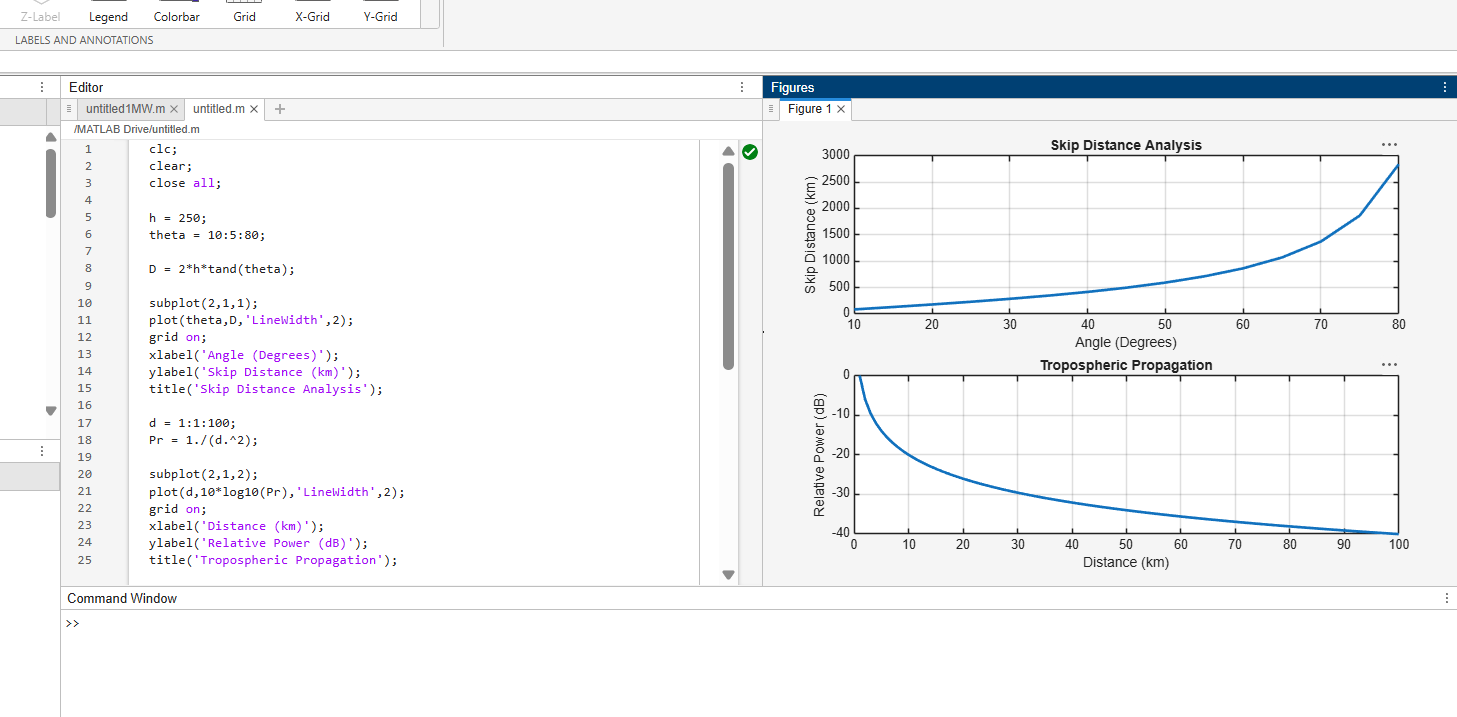 Z-Label Legend Colorbar Grid X-Grid Y-Grid
LABELS AND ANNOTATIONS
Editor
untitled1MW.m
untitled.m
/MATLAB Drive/untitled.m
1 clc;
2 clear;
3 close all;
4
5 h = 250;
6 theta = 10:5:80;
7
8 D = 2*h*tand(theta);
9
10 subplot(2,1,1);
11 plot(theta,D,'LineWidth',2);
12 grid on;
13 xlabel('Angle (Degrees)');
14 ylabel('Skip Distance (km)');
15 title('Skip Distance Analysis');
16
17 d = 1:1:100;
18 Pr = 1./(d.^2);
19
20 subplot(2,1,2);
21 plot(d,10*log10(Pr),'LineWidth',2);
22 grid on;
23 xlabel('Distance (km)');
24 ylabel('Relative Power (dB)');
25 title('Tropospheric Propagation');
Figures
Figure 1
Skip Distance Analysis
Skip Distance (km)
3000
2500
2000
1500
1000
500
0
10 20 30 40 50 60 70 80
Angle (Degrees)
Tropospheric Propagation
Relative Power (dB)
0
-10
-20
-30
-40
0 10 20 30 40 50 60 70 80 90 100
Distance (km)
Command Window
>>